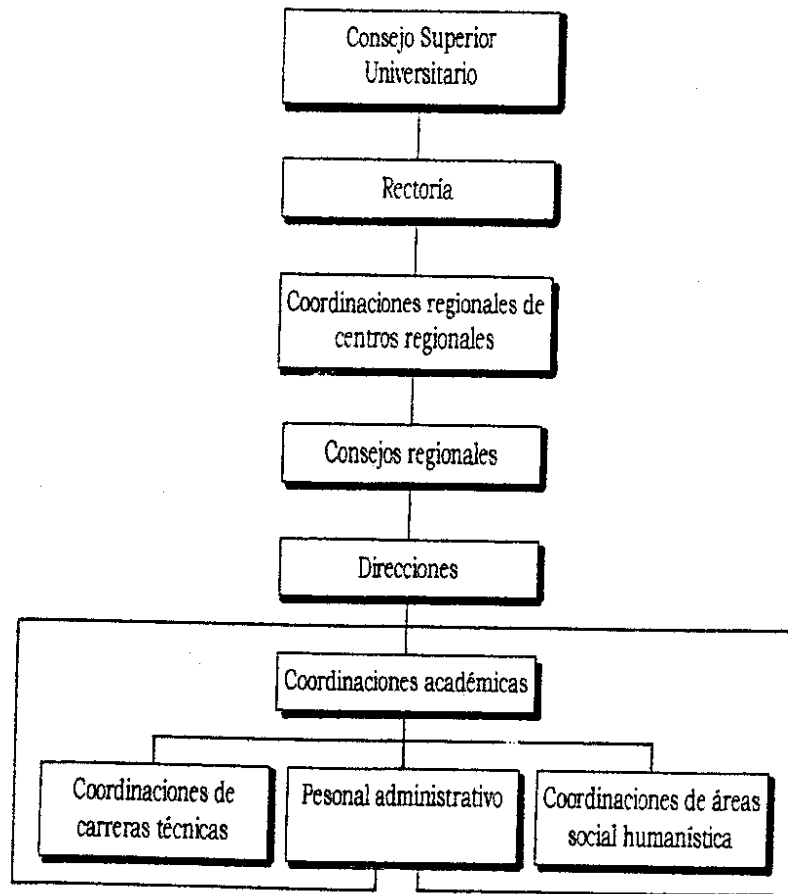 Consejo Superior
Universitario
Rectoría
Coordinaciones regionales de
centros regionales
Consejos regionales
Direcciones
Coordinaciones académicas
Coordinaciones de
carreras técnicas
Pesonal administrativo
Coordinaciones de áreas
social humanística